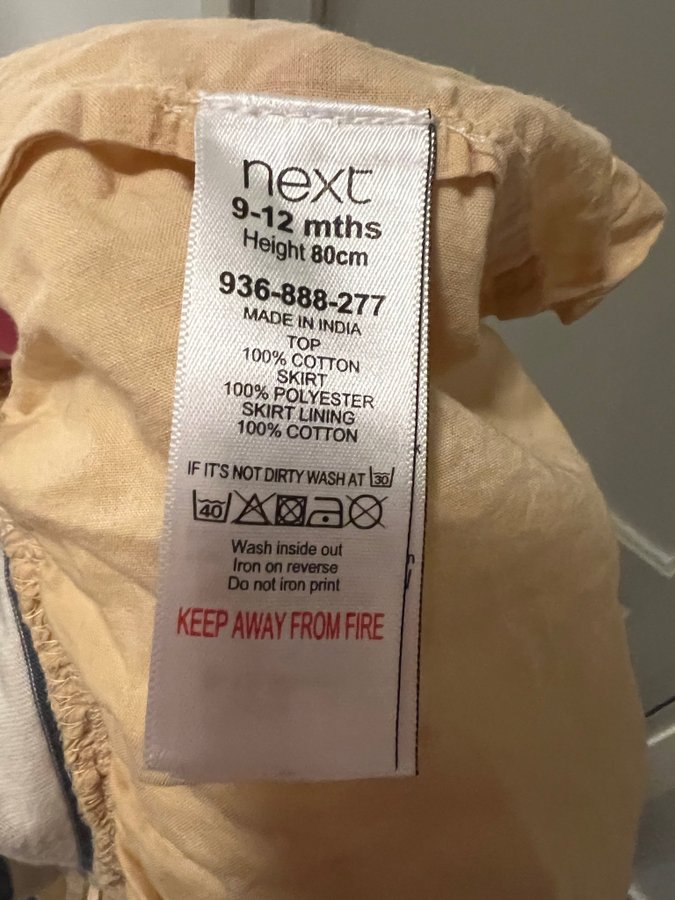 next
9-12 mths
Height 80cm
936-888-277
MADE IN INDIA
TOP
100% COTTON
SKIRT
100% POLYESTER
SKIRT LINING
100% COTTON
IF IT'S NOT DIRTY WASH AT 30
40
Wash inside out
Iron on reverse
Do not iron print
KEEP AWAY FROM FIRE